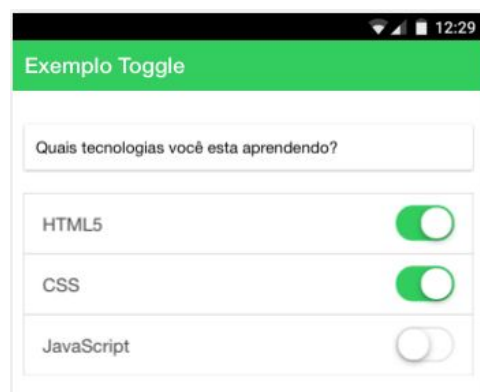 12:29
Exemplo Toggle
Quais tecnologias você esta aprendendo?
HTML5
CSS
JavaScript